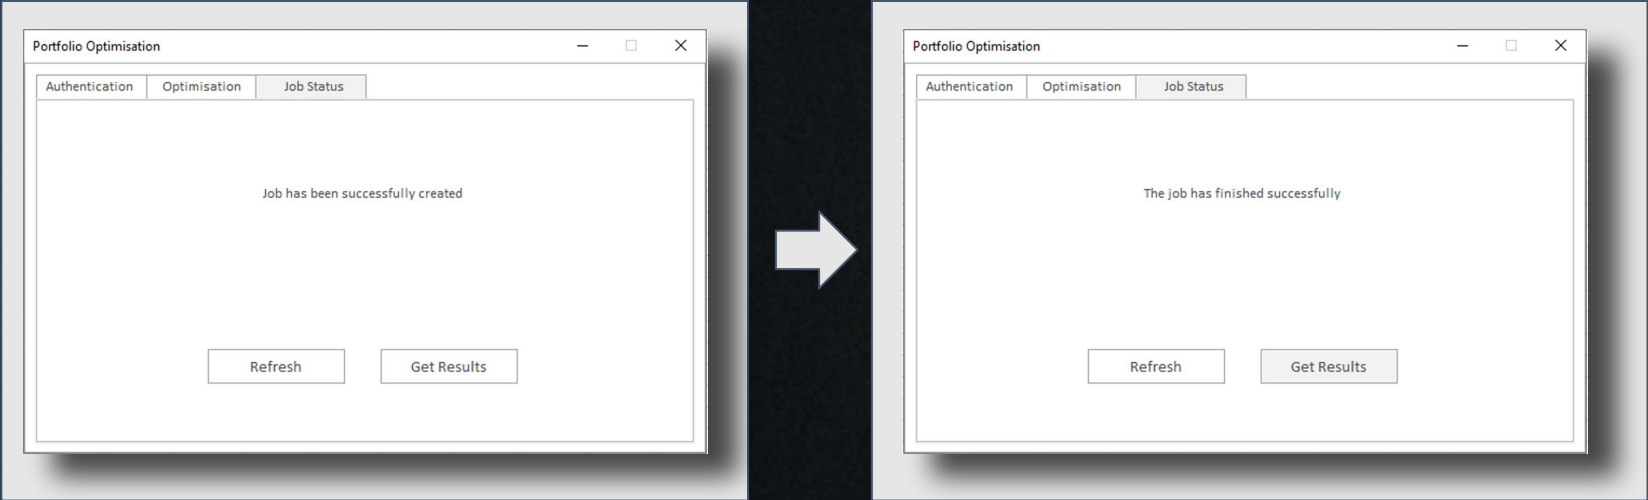 Portfolio Optimisation
Authentication Optimisation Job Status
Job has been successfully created
Refresh Get Results
Portfolio Optimisation
Authentication Optimisation Job Status
The job has finished successfully
Refresh Get Results